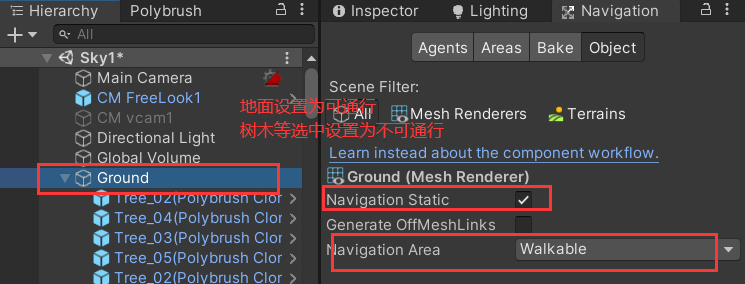 Hierarchy
Polybrush
All
Sky1*
Main Camera
CM FreeLook1
CM vcam1
Directional Light
Global Volume
Ground
Tree_02(Polybrush Clor
Tree_04(Polybrush Clor
Tree_03(Polybrush Clor
Tree_05(Polybrush Clor
Tree_02(Polybrush Clor
Inspector
Lighting
Navigation
Agents
Areas
Bake
Object
Scene Filter:
地面设置为可通行
All
Mesh Renderers
Terrains
树木等选中设置为不可通行
Learn instead about the component workflow.
Ground (Mesh Renderer)
Navigation Static
Generate OffMeshLinks
Navigation Area
Walkable